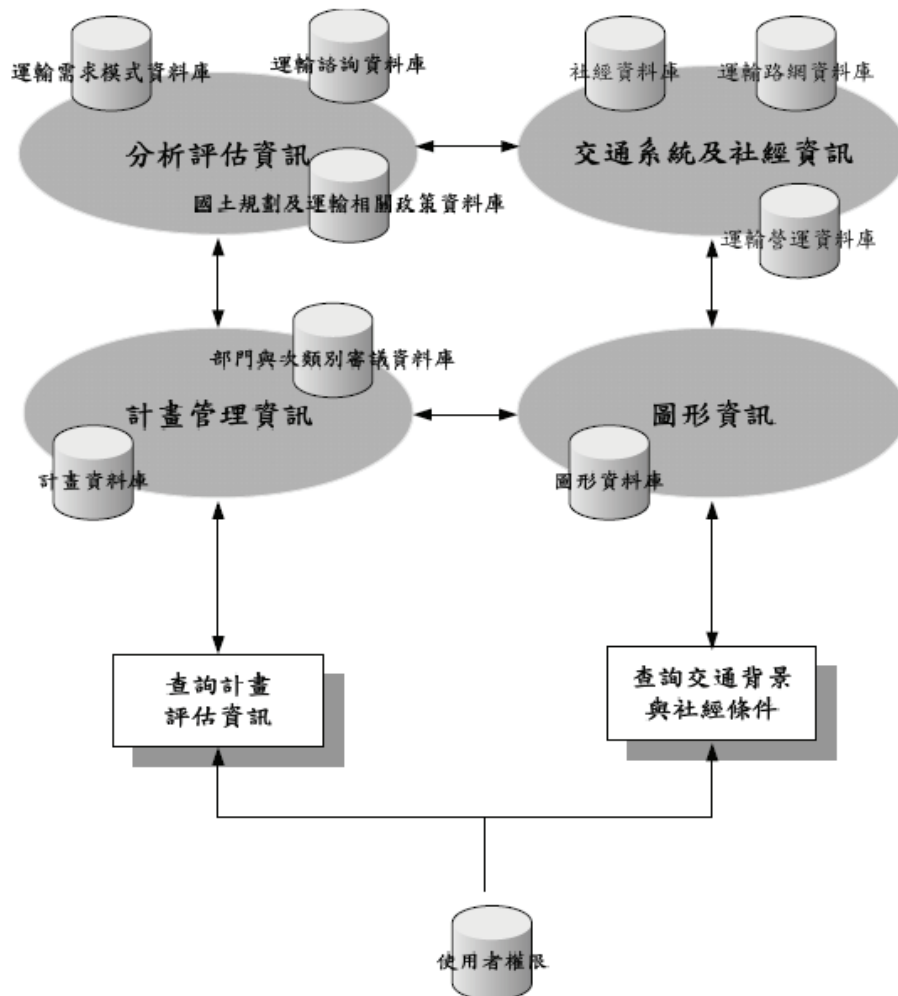 運輸需求模式資料庫
運輸諮詢資料庫
社經資料庫
運輸路網資料庫
分析評估資訊
交通系統及社經資訊
國土規劃及運輸相關政策資料庫
運輸營運資料庫
部門與次類別審議資料庫
計畫管理資訊
圖形資訊
計畫資料庫
圖形資料庫
查詢計畫
評估資訊
查詢交通背景
與社經條件
使用者權限